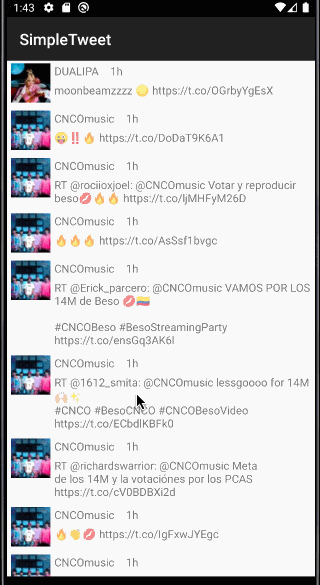 1:43
SimpleTweet
DUALIPA 1h
moonbeamzzzz 🌕 https://t.co/OGrbyYgEsX
CNCOmusic 1h
😜‼️🔥 https://t.co/DoDaT9K6A1
CNCOmusic 1h
RT @rociioxjoel: @CNCOmusic Votar y reproducir
beso💋🔥🔥 https://t.co/ljMHFyM26D
CNCOmusic 1h
🔥🔥🔥 https://t.co/AsSsf1bvgc
CNCOmusic 1h
RT @Erick_parcero: @CNCOmusic VAMOS POR LOS
14M de Beso 💋🇨🇴
#CNCOBeso #BesoStreamingParty
https://t.co/ensGq3AK6I
CNCOmusic 1h
RT @1612_smita: @CNCOmusic lessgoooo for 14M
🙌🏻✨
#CNCO #BesoCNCO #CNCOBesoVideo
https://t.co/ECbdlKBFk0
CNCOmusic 1h
RT @richardswarrior: @CNCOmusic Meta
de los 14M y la votaciónes por los PCAS
https://t.co/cV0BDBXi2d
CNCOmusic 1h
🔥👏💋 https://t.co/IgFxwJYEgc
CNCOmusic 1h